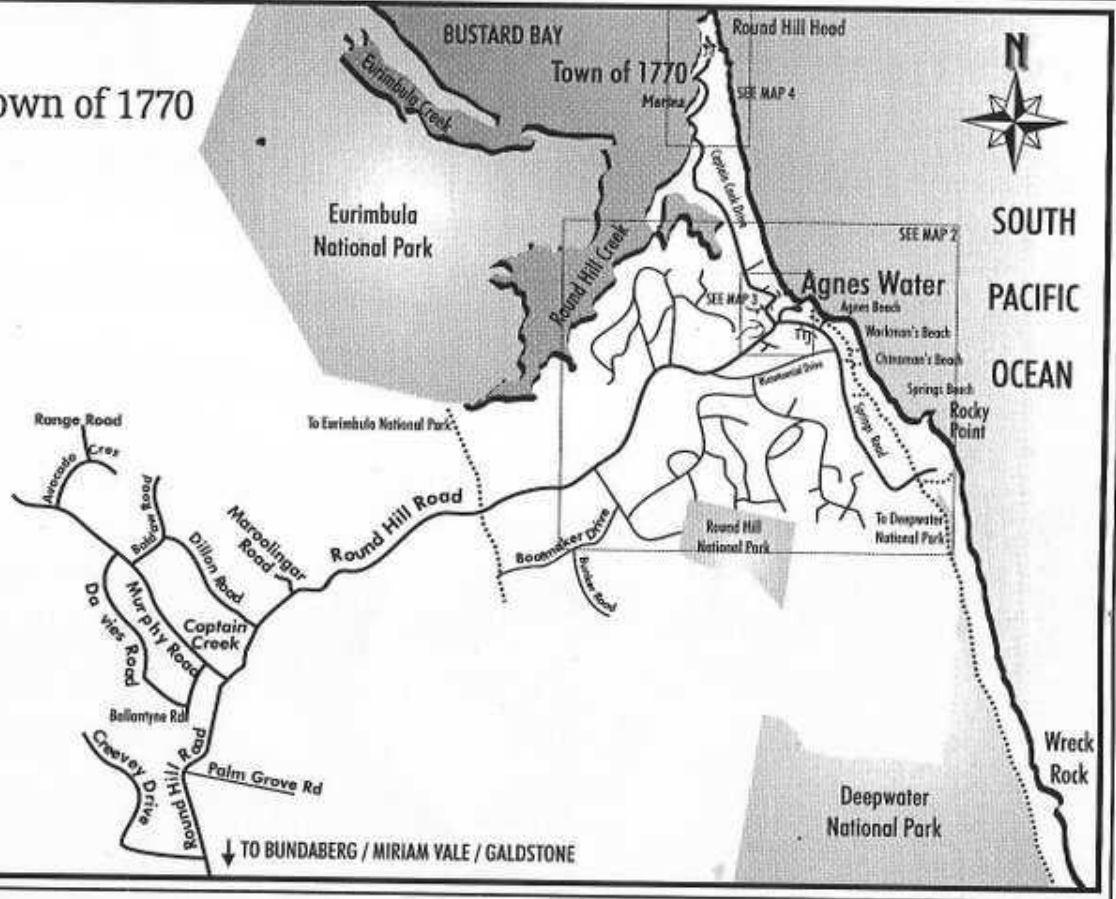 own of 1770
BUSTARD BAY
Round Hill Head
N
Town of 1770
Marina
SEE MAP 4
Eurimbula
Creek
Captain Cook Drive
Eurimbula
National Park
SOUTH
PACIFIC
OCEAN
SEE MAP 2
Round Hill Creek
SEE MAP 3
Agnes Water
Agnes Beach
Workman's Beach
Chinaman's Beach
Springs Beach
Rocky
Point
Springs Road
To Eurimbula National Park
Range Road
Avocado Cres
Round Hill Road
Maroolingar
Road
Dillon Road
Murphy Road
Davies Road
Captain
Creek
Bootmaker Drive
Round Hill
National Park
To Deepwater
National Park
Ballantyne Rd
Creevey Drive
Round Hill Road
Palm Grove Rd
Wreck
Rock
Deepwater
National Park
TO BUNDABERG / MIRIAM VALE / GALDSTONE